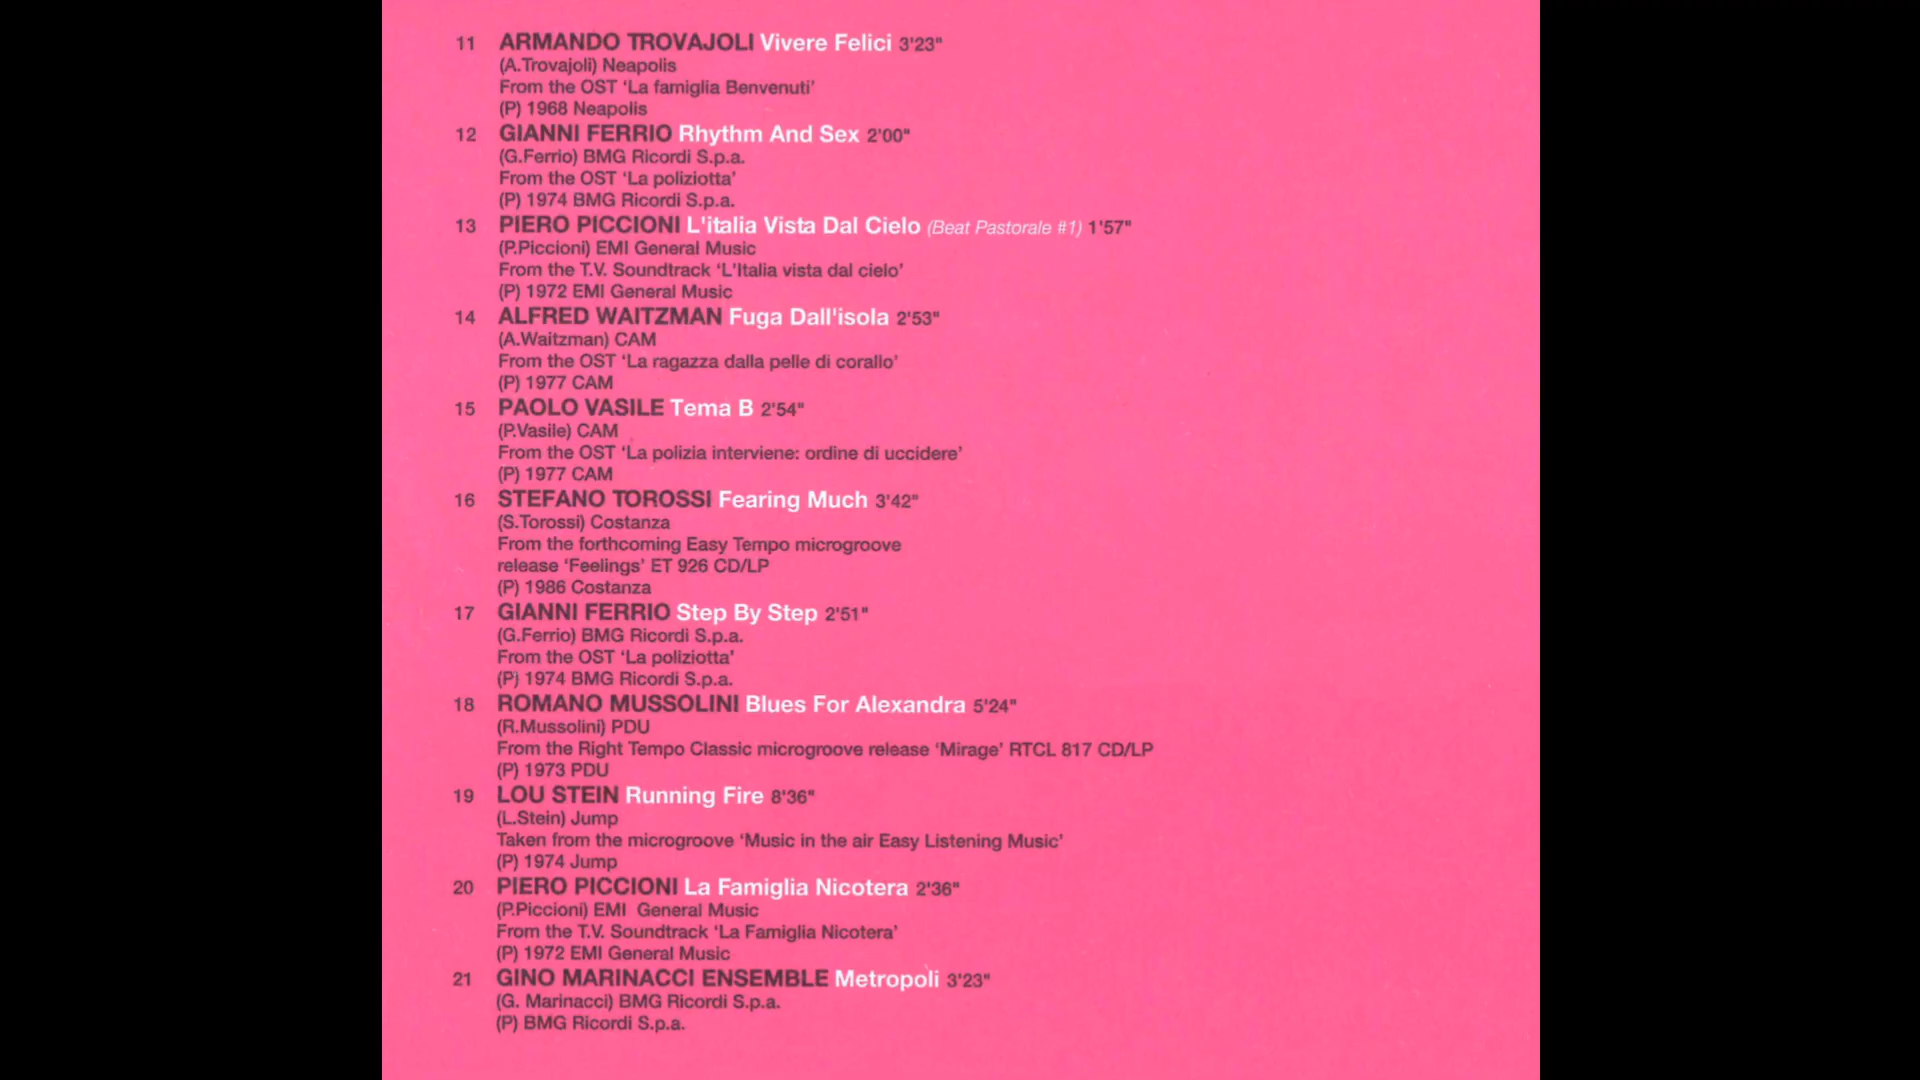 11 ARMANDO TROVAJOLI Vivere Felici 3'23"
(A.Trovajoli) Neapolis
From the OST ‘La famiglia Benvenuti’
(P) 1968 Neapolis
12 GIANNI FERRIO Rhythm And Sex 2'00"
(G.Ferrio) BMG Ricordi S.p.a.
From the OST ‘La poliziotta’
(P) 1974 BMG Ricordi S.p.a.
13 PIERO PICCIONI L'italia Vista Dal Cielo (Beat Pastorale #1) 1'57"
(P.Piccioni) EMI General Music
From the T.V. Soundtrack ‘L’Italia vista dal cielo’
(P) 1972 EMI General Music
14 ALFRED WAITZMAN Fuga Dall'isola 2'53"
(A.Waitzman) CAM
From the OST ‘La ragazza dalla pelle di corallo’
(P) 1977 CAM
15 PAOLO VASILE Tema B 2'54"
(P.Vasile) CAM
From the OST ‘La polizia interviene: ordine di uccidere’
(P) 1977 CAM
16 STEFANO TOROSSI Fearing Much 3'42"
(S.Torossi) Costanza
From the forthcoming Easy Tempo microgroove
release ‘Feelings’ ET 926 CD/LP
(P) 1986 Costanza
17 GIANNI FERRIO Step By Step 2'51"
(G.Ferrio) BMG Ricordi S.p.a.
From the OST ‘La poliziotta’
(P) 1974 BMG Ricordi S.p.a.
18 ROMANO MUSSOLINI Blues For Alexandra 5'24"
(R.Mussolini) PDU
From the Right Tempo Classic microgroove release ‘Mirage’ RTCL 817 CD/LP
(P) 1973 PDU
19 LOU STEIN Running Fire 8'36"
(L.Stein) Jump
Taken from the microgroove ‘Music in the air Easy Listening Music’
(P) 1974 Jump
20 PIERO PICCIONI La Famiglia Nicotera 2'36"
(P.Piccioni) EMI General Music
From the T.V. Soundtrack ‘La Famiglia Nicotera’
(P) 1972 EMI General Music
21 GINO MARINACCI ENSEMBLE Metropoli 3'23"
(G. Marinacci) BMG Ricordi S.p.a.
(P) BMG Ricordi S.p.a.